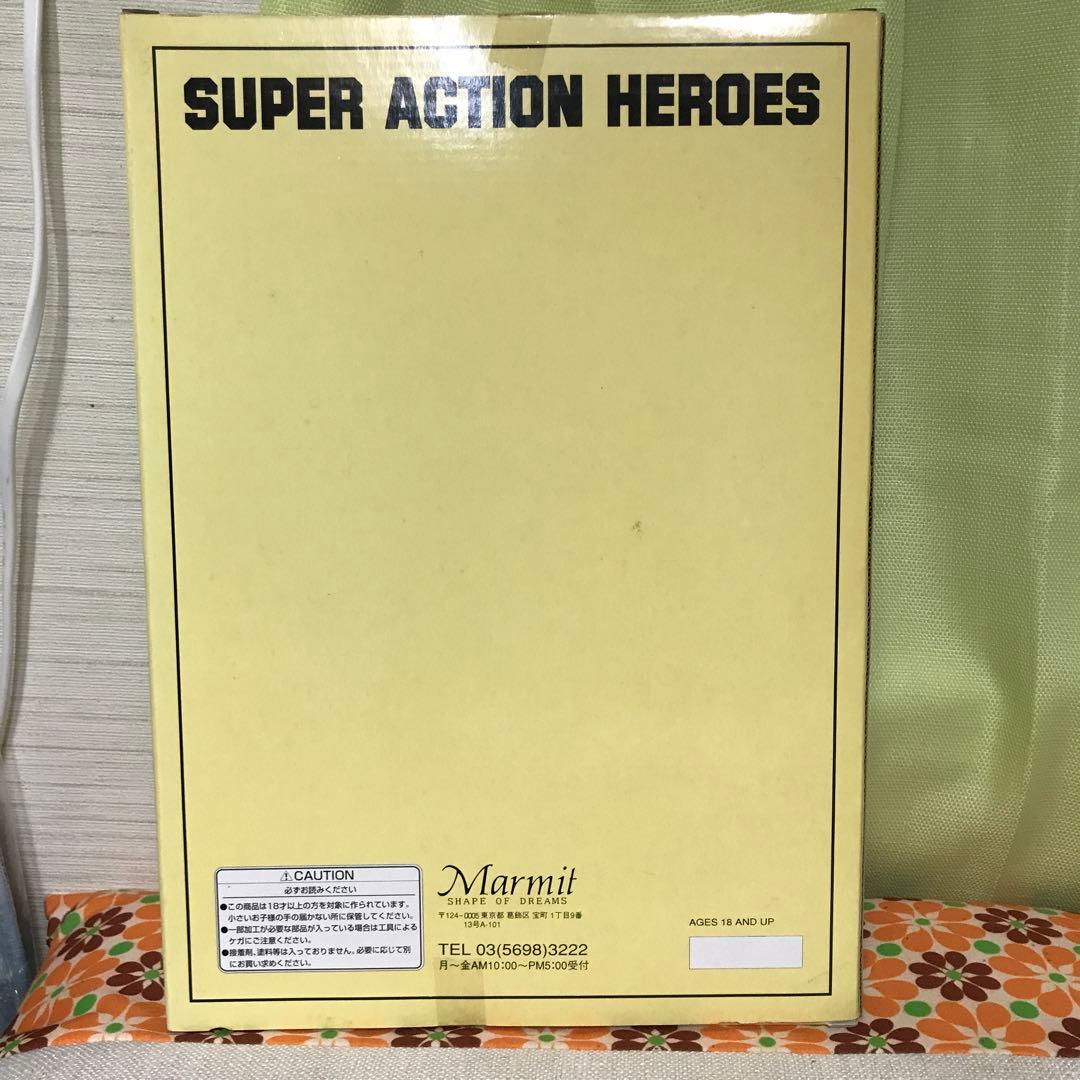 SUPER ACTION HEROES
⚠CAUTION
必ずお読みください
●この商品は18才以上の方を対象に作られています。
小さいお子様の手の届かない所に保管してください。
●一部加工が必要な部品が入っている場合は工具による
ケガにご注意ください。
●接着剤、塗料等は入っておりません。必要に応じて別
にお買い求めください。
Marmit
SHAPE OF DREAMS
〒124-0005 東京都 葛飾区 宝町 1丁目9番
13号A-101
TEL 03(5698)3222
月〜金AM10:00〜PM5:00受付
AGES 18 AND UP